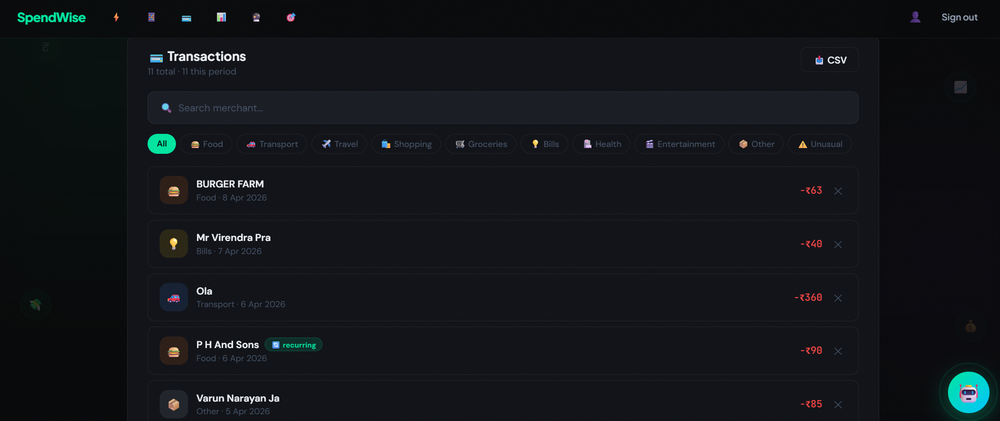 SpendWise
Sign out
₹
Transactions
11 total · 11 this period
CSV
Search merchant...
All
Food
Transport
Travel
Shopping
Groceries
Bills
Health
Entertainment
Other
Unusual
BURGER FARM
Food · 8 Apr 2026
-₹63
Mr Virendra Pra
Bills · 7 Apr 2026
-₹40
Ola
Transport · 6 Apr 2026
-₹360
P H And Sons
recurring
Food · 6 Apr 2026
-₹90
Varun Narayan Ja
Other · 5 Apr 2026
-₹85